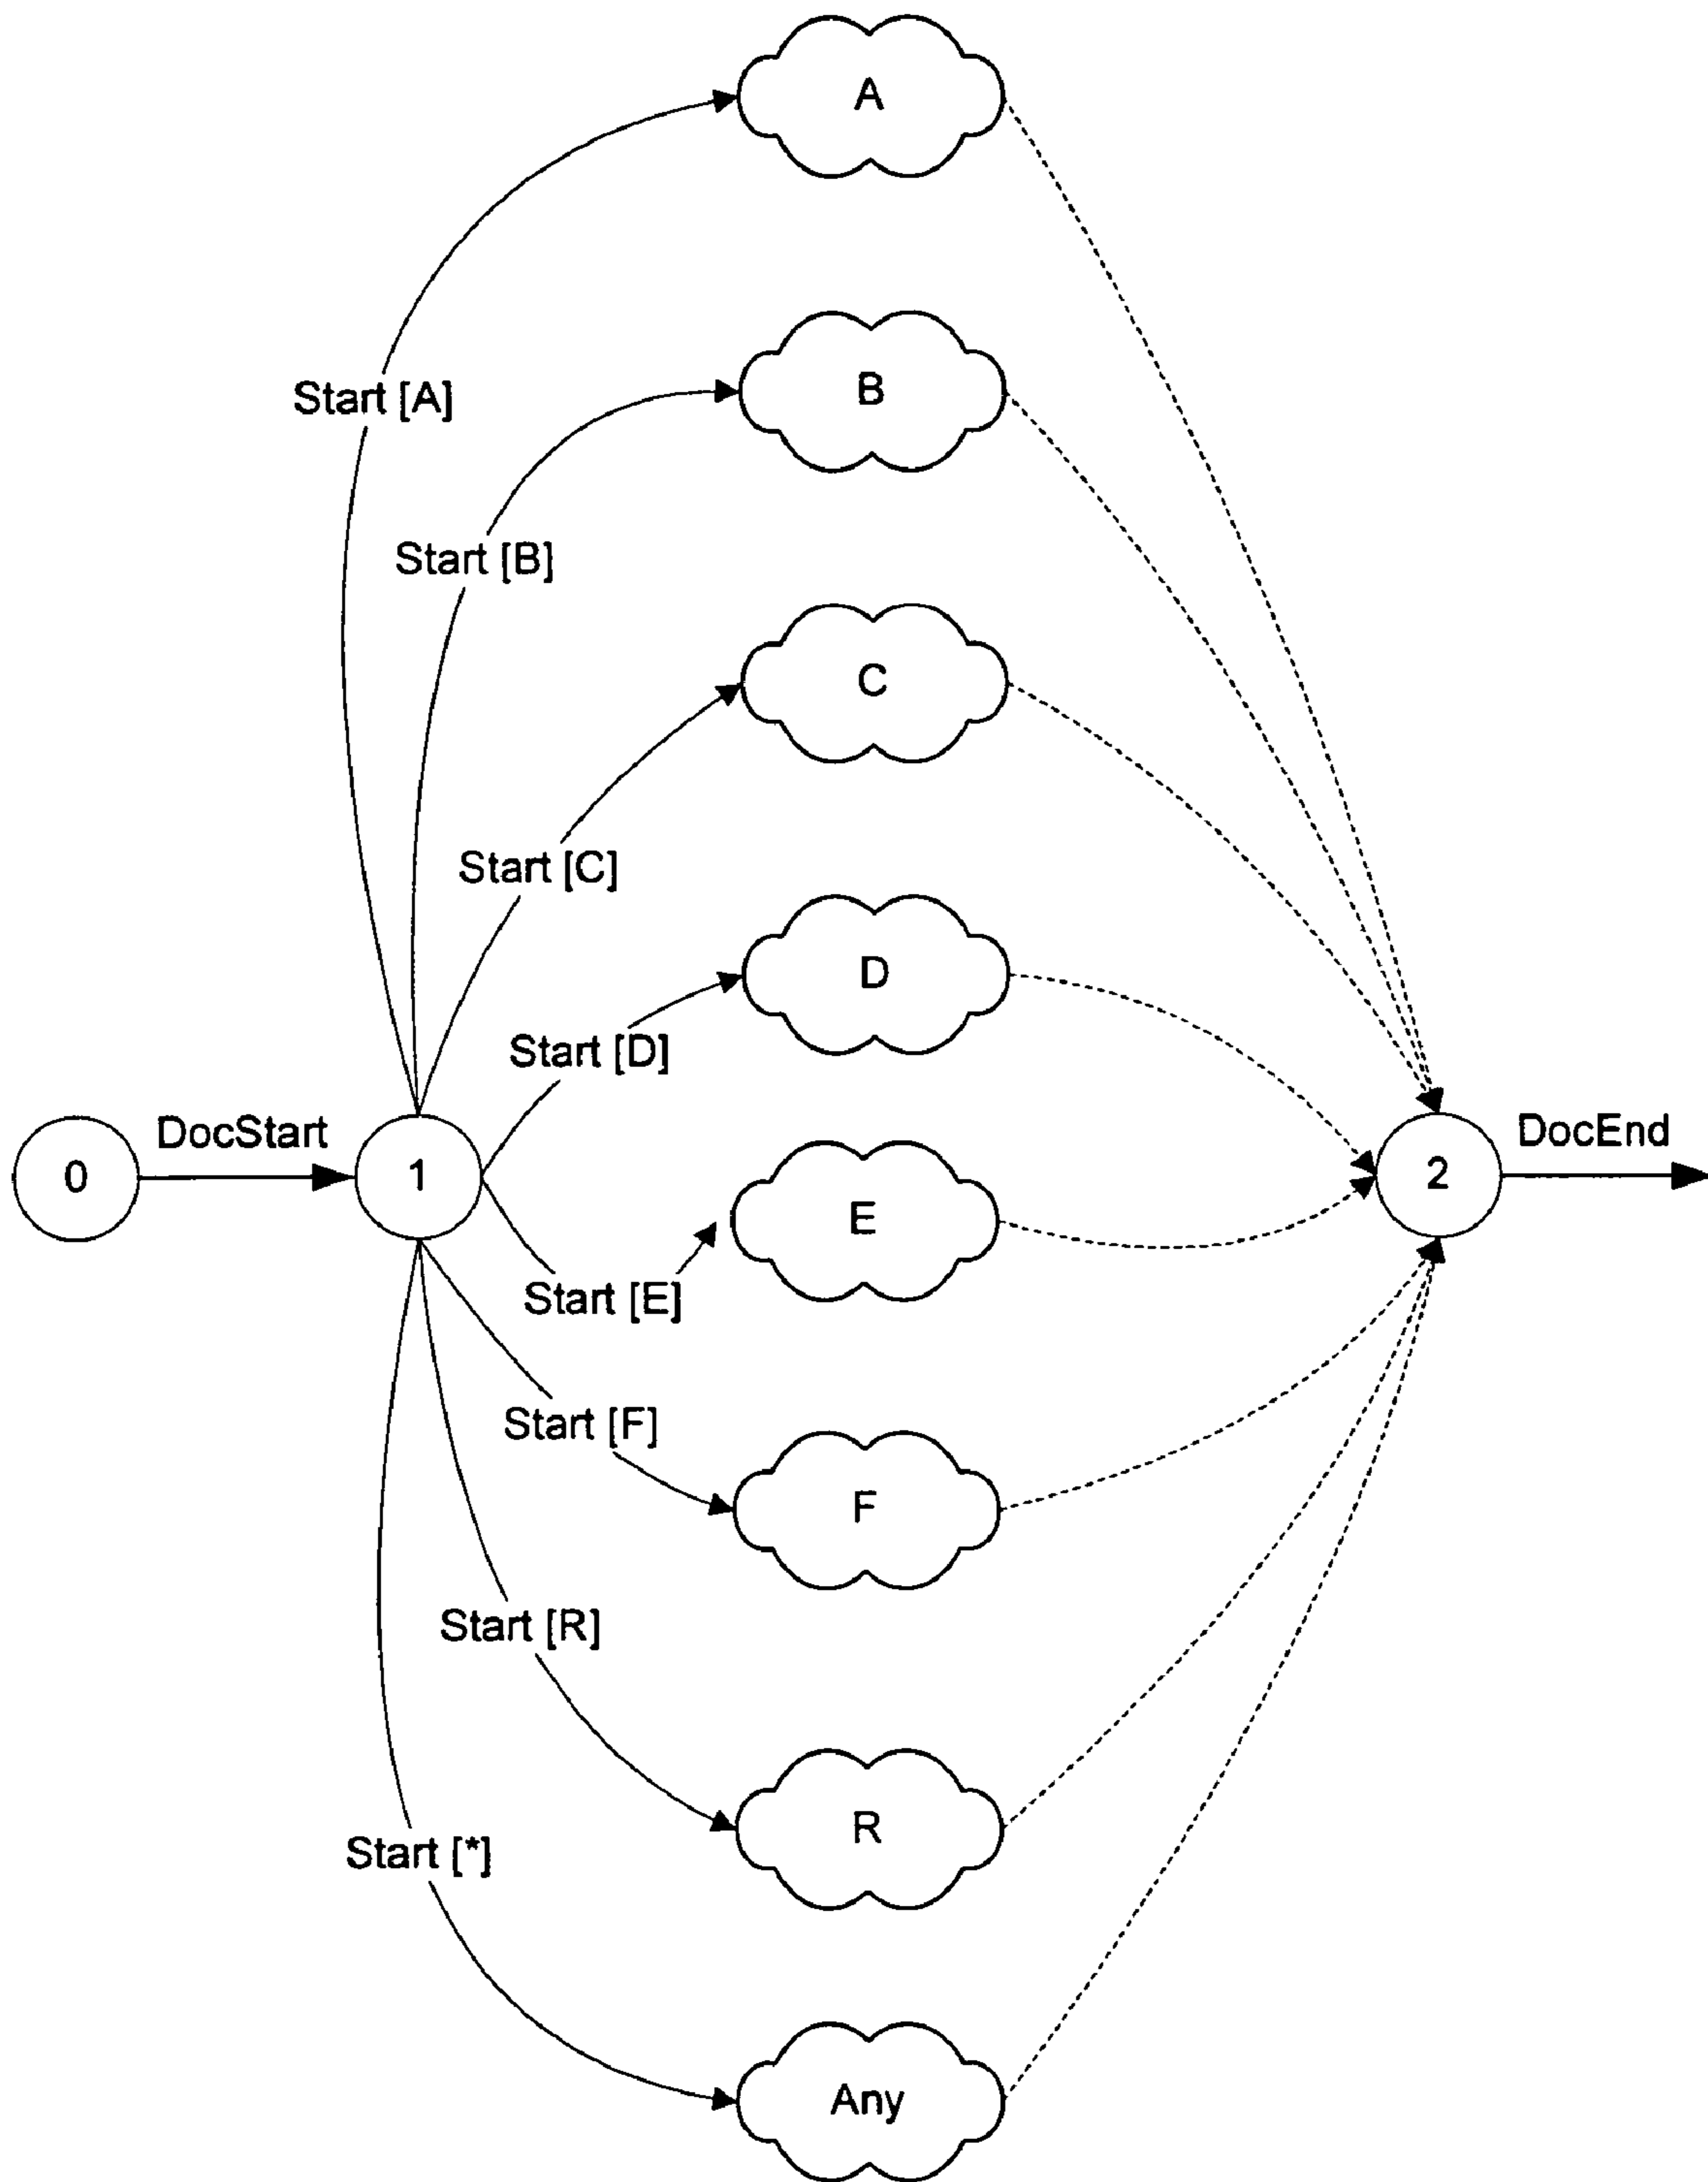 A
Start [A]
B
Start [B]
C
Start [C]
D
Start [D]
DocStart
0
1
2
DocEnd
E
Start [E]
Start [F]
F
Start [R]
R
Start [*]
Any